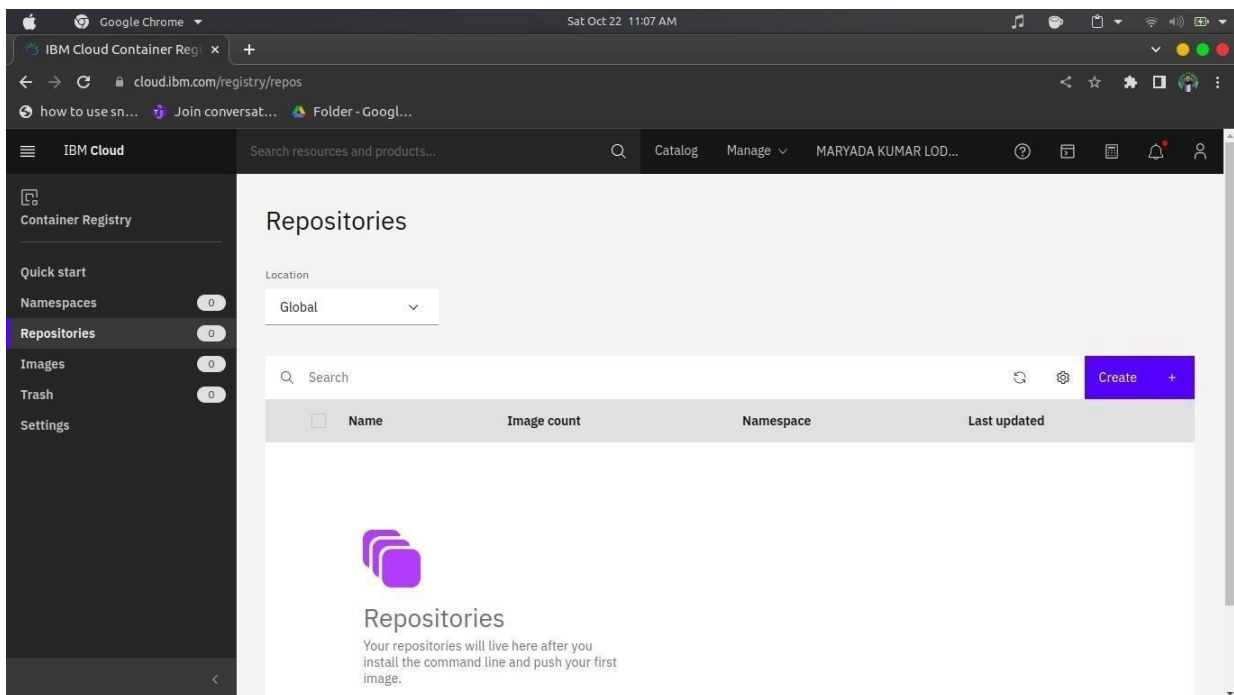 Google Chrome
Sat Oct 22 11:07 AM
IBM Cloud Container Regi
cloud.ibm.com/registry/repos
how to use sn... Join conversat... Folder - Googl...
IBM Cloud
Search resources and products...
Catalog Manage MARYADA KUMAR LOD...
Container Registry
Quick start
Namespaces 0
Repositories 0
Images 0
Trash 0
Settings
Repositories
Location
Global
Search
Create +
Name Image count Namespace Last updated
Repositories
Your repositories will live here after you
install the command line and push your first
image.